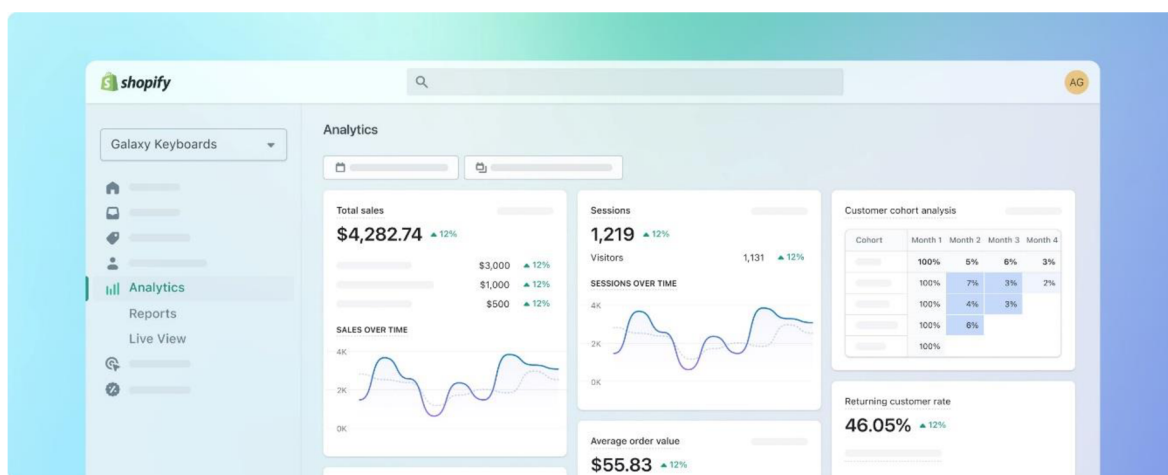 shopify
AG
Galaxy Keyboards
Analytics
Reports
Live View
Analytics
Total sales
$4,282.74 12%
$3,000 12%
$1,000 12%
$500 12%
SALES OVER TIME
4K
2K
0K
Sessions
1,219 12%
Visitors 1,131 12%
SESSIONS OVER TIME
4K
2K
0K
Average order value
$55.83 12%
Customer cohort analysis
Cohort Month 1 Month 2 Month 3 Month 4
100% 5% 6% 3%
100% 7% 3% 2%
100% 4% 3%
100% 6%
100%
Returning customer rate
46.05% 12%